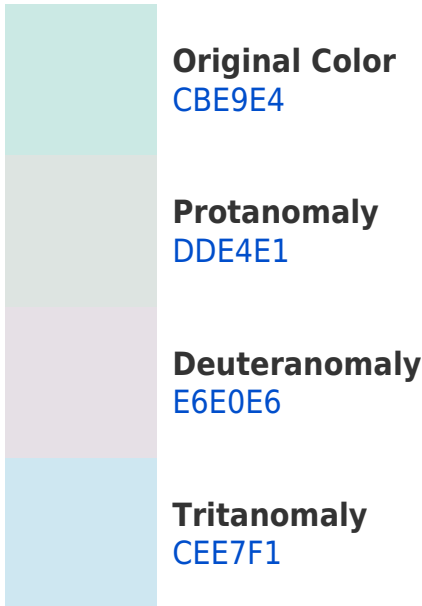 Original Color
CBE9E4
Protanomaly
DDE4E1
Deuteranomaly
E6E0E6
Tritanomaly
CEE7F1